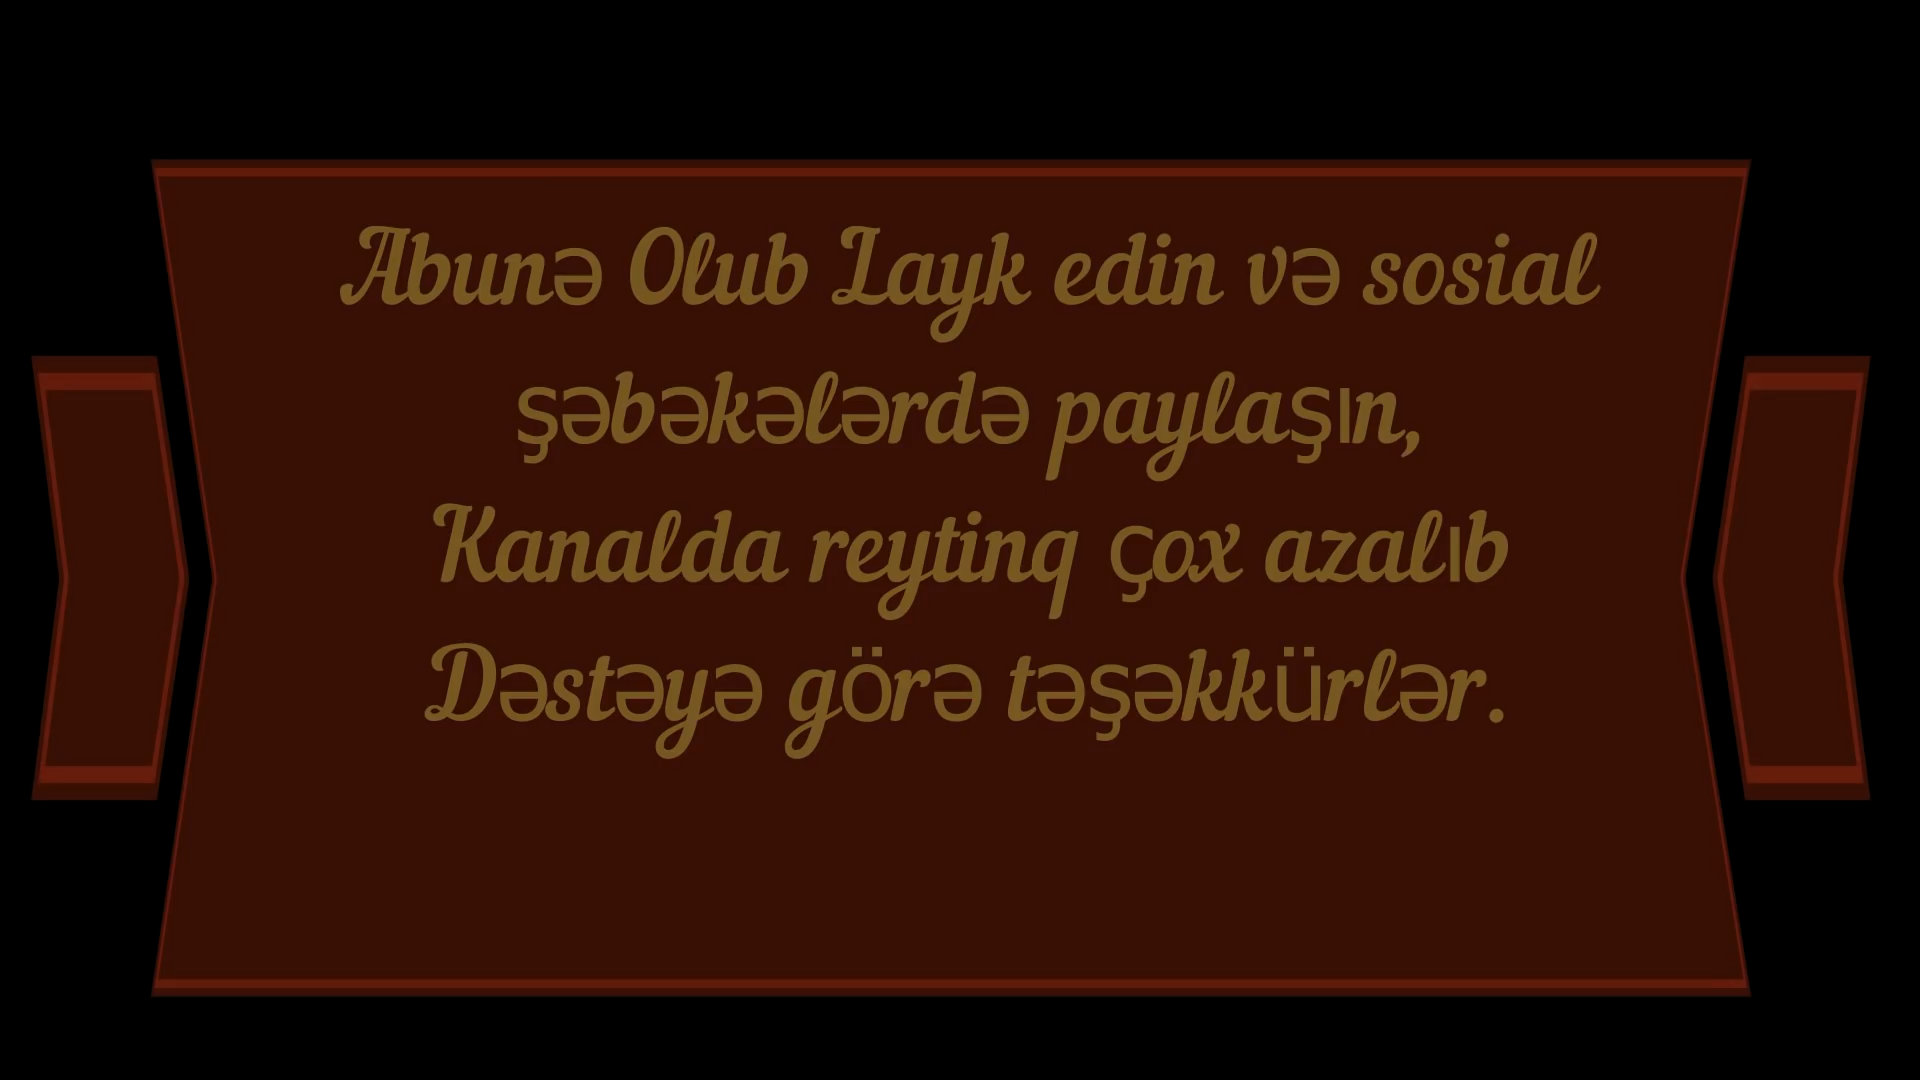 Abunə Olub Layk edin və sosial
şəbəkələrdə paylaşın,
Kanalda reytinq çox azalıb
Dəstəyə görə təşəkkürlər.